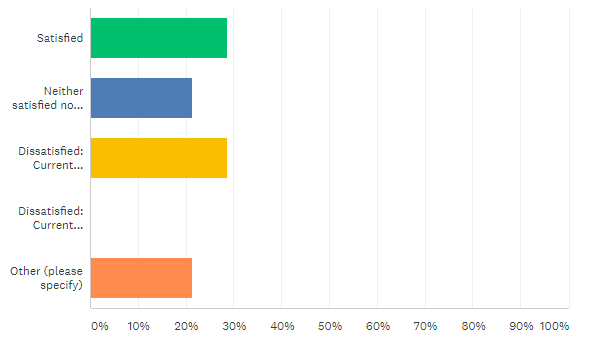 Satisfied
Neither
satisfied no...
Dissatisfied:
Current...
Dissatisfied:
Current...
Other (please
specify)
0% 10% 20% 30% 40% 50% 60% 70% 80% 90% 100%